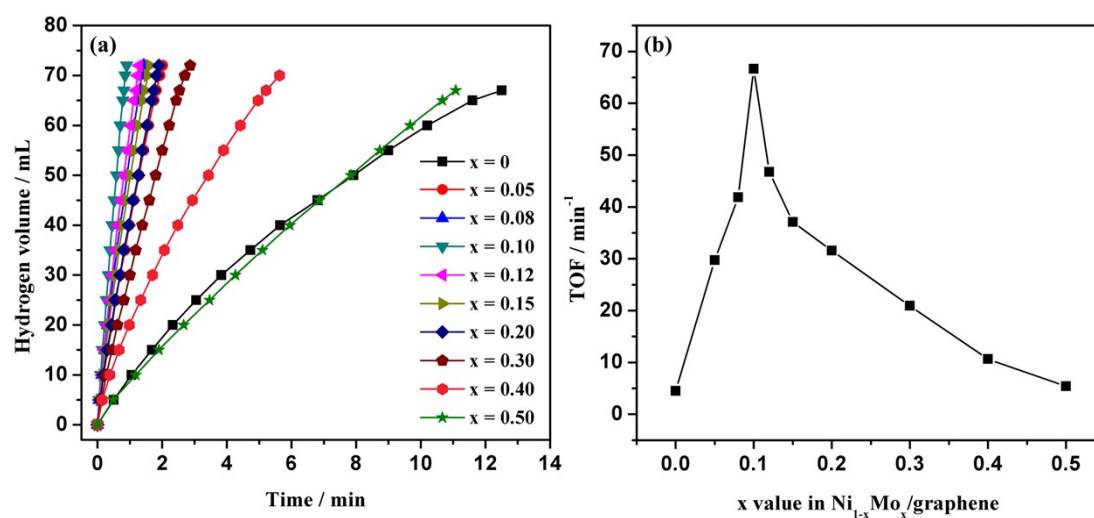 (a)
Hydrogen volume / mL
80
70
60
50
40
30
20
10
0
0 2 4 6 8 10 12 14
Time / min
x = 0
x = 0.05
x = 0.08
x = 0.10
x = 0.12
x = 0.15
x = 0.20
x = 0.30
x = 0.40
x = 0.50
(b)
TOF / min⁻¹
70
60
50
40
30
20
10
0
0.0 0.1 0.2 0.3 0.4 0.5
x value in Ni₁₋ₓMoₓ/graphene